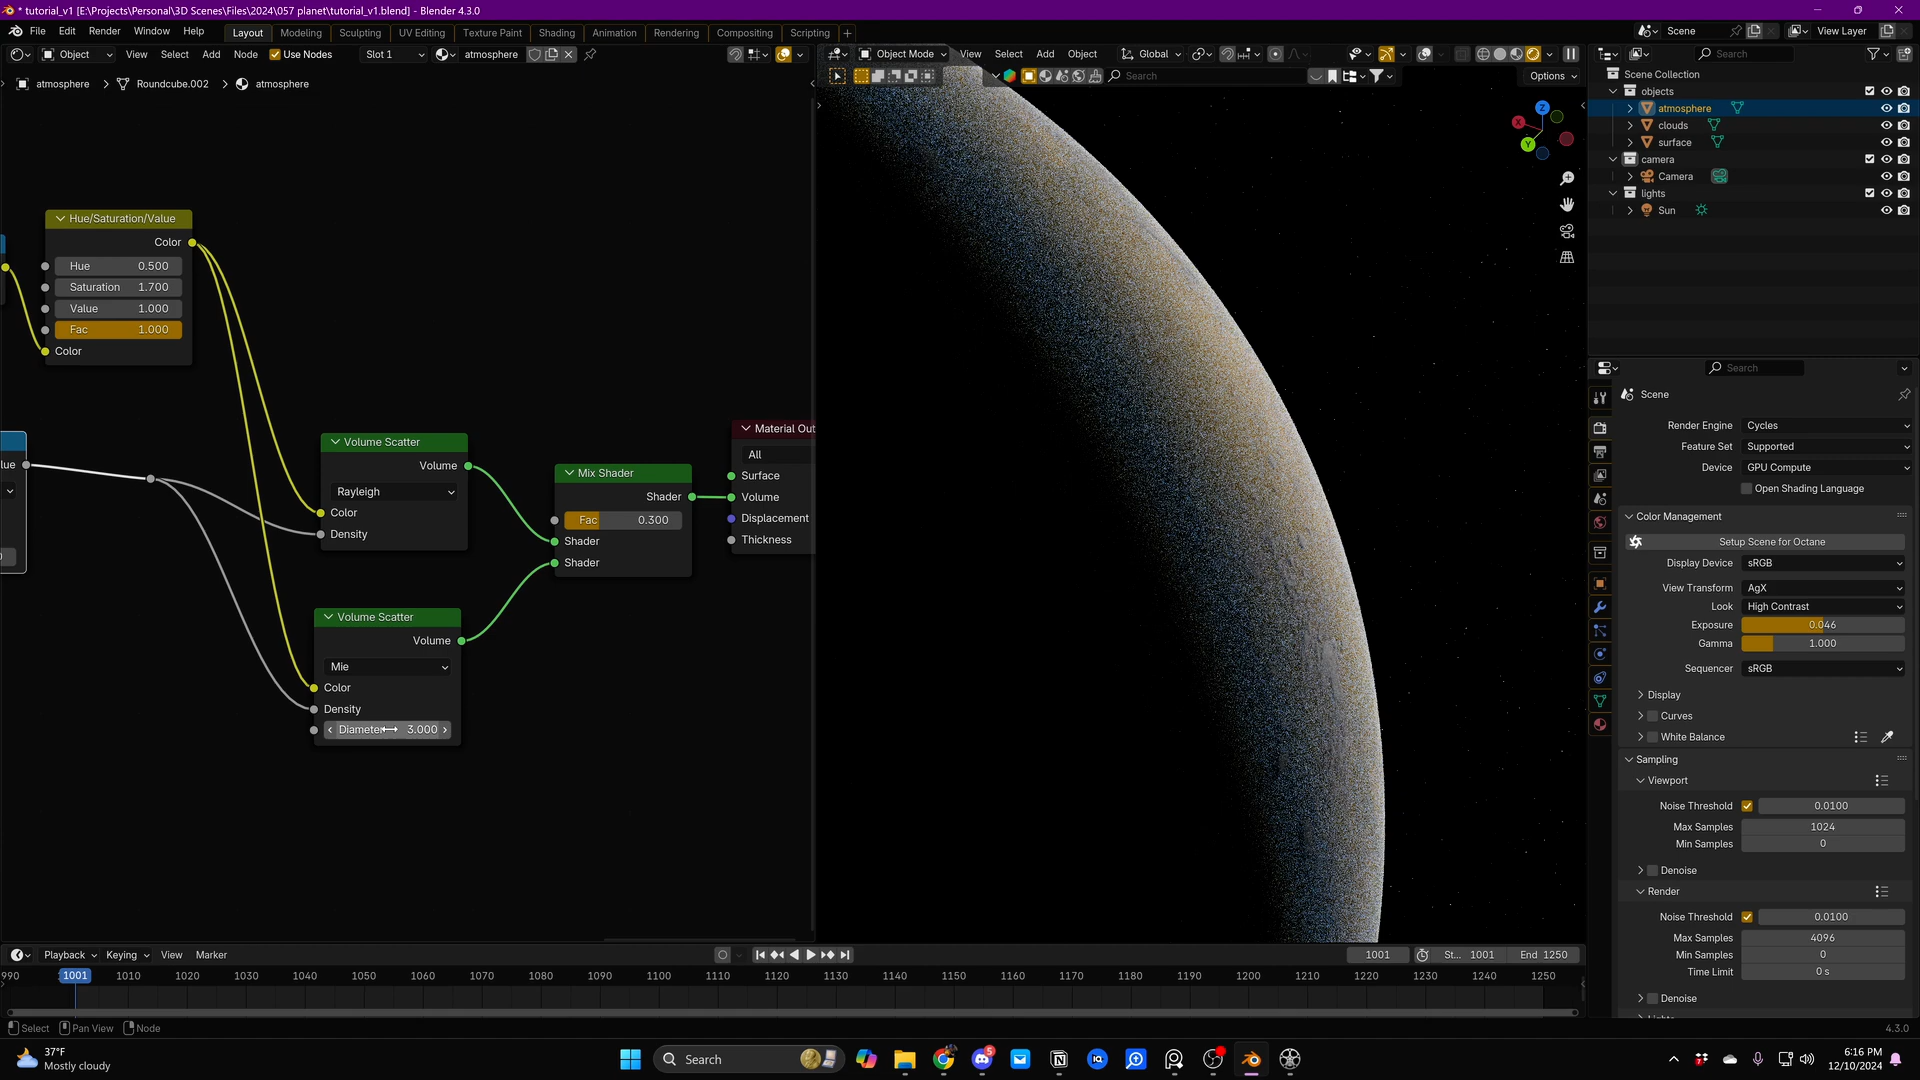 * tutorial_v1 [E:\Projects\Personal\3D Scenes\Files\2024\057 planet\tutorial_v1.blend] - Blender 4.3.0
File Edit Render Window Help
Layout Modeling Sculpting UV Editing Texture Paint Shading Animation Rendering Compositing Scripting +
Scene View Layer
Object View Select Add Node Use Nodes Slot 1 atmosphere
Object Mode View Select Add Object Global
Search
atmosphere > Roundcube.002 > atmosphere
Search Options
Hue/Saturation/Value
Color
Hue 0.500
Saturation 1.700
Value 1.000
Fac 1.000
Color
lue
Volume Scatter
Volume
Rayleigh
Color
Density
Mix Shader
Shader
Fac 0.300
Shader
Shader
Material Out
All
Surface
Volume
Displacement
Thickness
Volume Scatter
Volume
Mie
Color
Density
Diameter 3.000
X
Y
Z
Scene Collection
objects
atmosphere
clouds
surface
camera
Camera
lights
Sun
Search
Scene
Render Engine Cycles
Feature Set Supported
Device GPU Compute
Open Shading Language
Color Management
Setup Scene for Octane
Display Device sRGB
View Transform AgX
Look High Contrast
Exposure 0.046
Gamma 1.000
Sequencer sRGB
Display
Curves
White Balance
Sampling
Viewport
Noise Threshold 0.0100
Max Samples 1024
Min Samples 0
Denoise
Render
Noise Threshold 0.0100
Max Samples 4096
Min Samples 0
Time Limit 0 s
Denoise
Playback Keying View Marker
1001 St... 1001 End 1250
990 1001 1010 1020 1030 1040 1050 1060 1070 1080 1090 1100 1110 1120 1130 1140 1150 1160 1170 1180 1190 1200 1210 1220 1230 1240 1250
Select Pan View Node
4.3.0
37°F
Mostly cloudy
Search
5
IQ
6:16 PM
12/10/2024